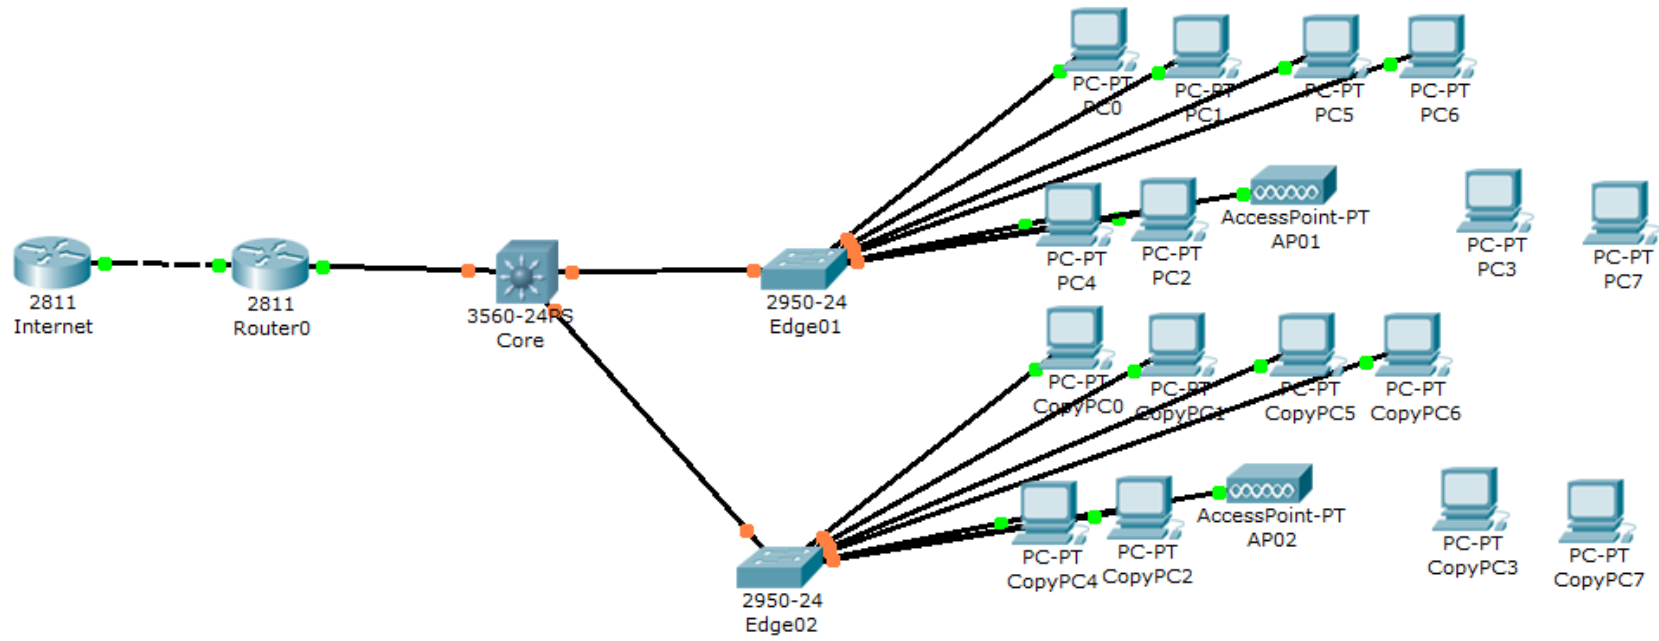 PC-PT
PC0
PC-PT
PC1
PC-PT
PC5
PC-PT
PC6
2811
Internet
2811
Router0
3560-24PS
Core
2950-24
Edge01
PC-PT
PC4
PC-PT
PC2
AccessPoint-PT
AP01
PC-PT
PC3
PC-PT
PC7
PC-PT
CopyPC0
PC-PT
CopyPC1
PC-PT
CopyPC5
PC-PT
CopyPC6
2950-24
Edge02
PC-PT
CopyPC4
PC-PT
CopyPC2
AccessPoint-PT
AP02
PC-PT
CopyPC3
PC-PT
CopyPC7